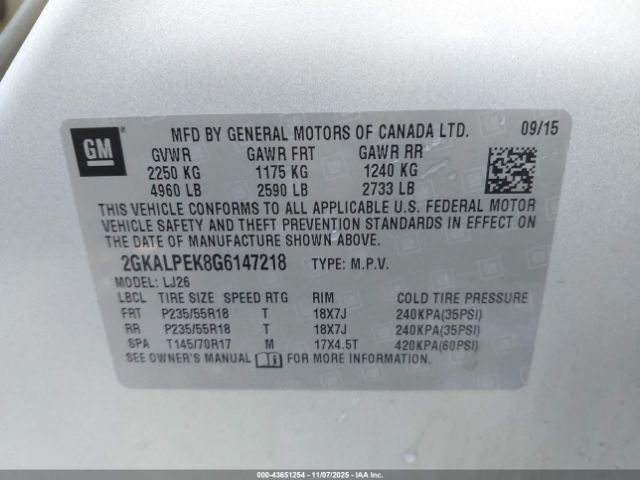 GM
MFD BY GENERAL MOTORS OF CANADA LTD. 09/15
GVWR GAWR FRT GAWR RR
2250 KG 1175 KG 1240 KG
4960 LB 2590 LB 2733 LB
THIS VEHICLE CONFORMS TO ALL APPLICABLE U.S. FEDERAL MOTOR
VEHICLE SAFETY AND THEFT PREVENTION STANDARDS IN EFFECT ON
THE DATE OF MANUFACTURE SHOWN ABOVE.
2GKALPEK8G6147218 TYPE: M.P.V.
MODEL: LJ26
LBCL TIRE SIZE SPEED RTG RIM COLD TIRE PRESSURE
FRT P235/55R18 T 18X7J 240KPA(35PSI)
RR P235/55R18 T 18X7J 240KPA(35PSI)
SPA T145/70R17 M 17X4.5T 420KPA(60PSI)
SEE OWNER'S MANUAL FOR MORE INFORMATION.
000-43651254 - 11/07/2025 - IAAI.COM